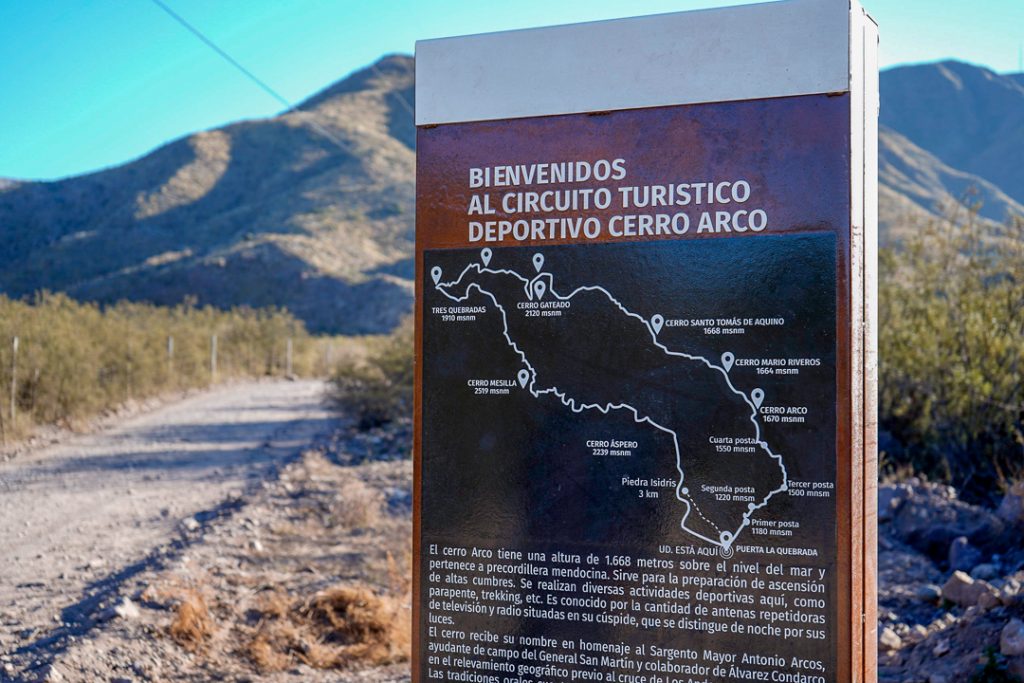 BIENVENIDOS
AL CIRCUITO TURISTICO
DEPORTIVO CERRO ARCO
TRES QUEBRADAS
1910 msnm
CERRO GATEADO
2120 msnm
CERRO SANTO TOMÁS DE AQUINO
1668 msnm
CERRO MARIO RIVEROS
1664 msnm
CERRO MESILLA
2519 msnm
CERRO ARCO
1670 msnm
CERRO ÁSPERO
2239 msnm
Cuarta posta
1550 msnm
Piedra Isidris
3 km
Segunda posta
1220 mnsm
Tercer posta
1500 mnsm
Primer posta
1180 mnsm
UD. ESTÁ AQUÍ
PUERTA LA QUEBRADA
El cerro Arco tiene una altura de 1.668 metros sobre el nivel del mar y
pertenece a precordillera mendocina. Sirve para la preparación de ascensión
de altas cumbres. Se realizan diversas actividades deportivas aquí, como
parapente, trekking, etc. Es conocido por la cantidad de antenas repetidoras
de televisión y radio situadas en su cúspide, que se distingue de noche por sus
luces.
El cerro recibe su nombre en homenaje al Sargento Mayor Antonio Arcos,
ayudante de campo del General San Martín y colaborador de Álvarez Condarco
en el relevamiento geográfico previo al cruce de Los
Las tradiciones orales